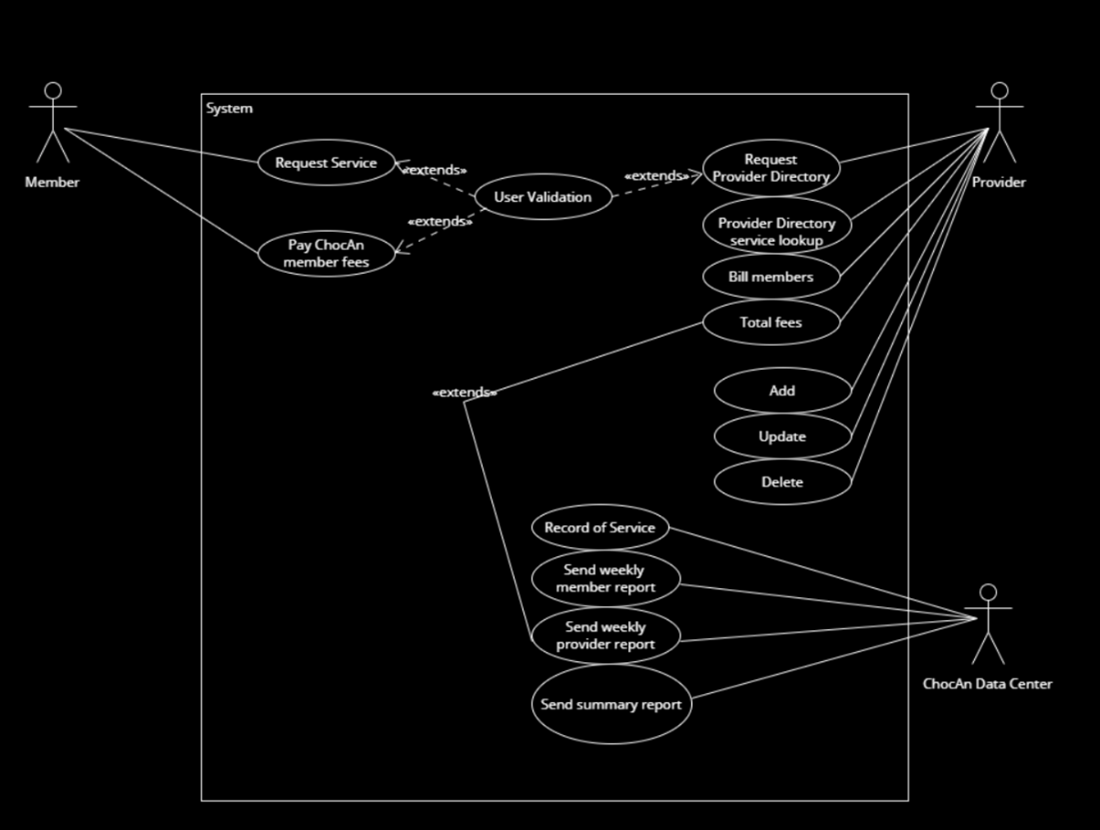 System
Member
Provider
Request Service
«extends»
User Validation
«extends»
Request
Provider Directory
«extends»
Pay ChocAn
member fees
Provider Directory
service lookup
Bill members
Total fees
«extends»
Add
Update
Delete
Record of Service
Send weekly
member report
Send weekly
provider report
Send summary report
ChocAn Data Center